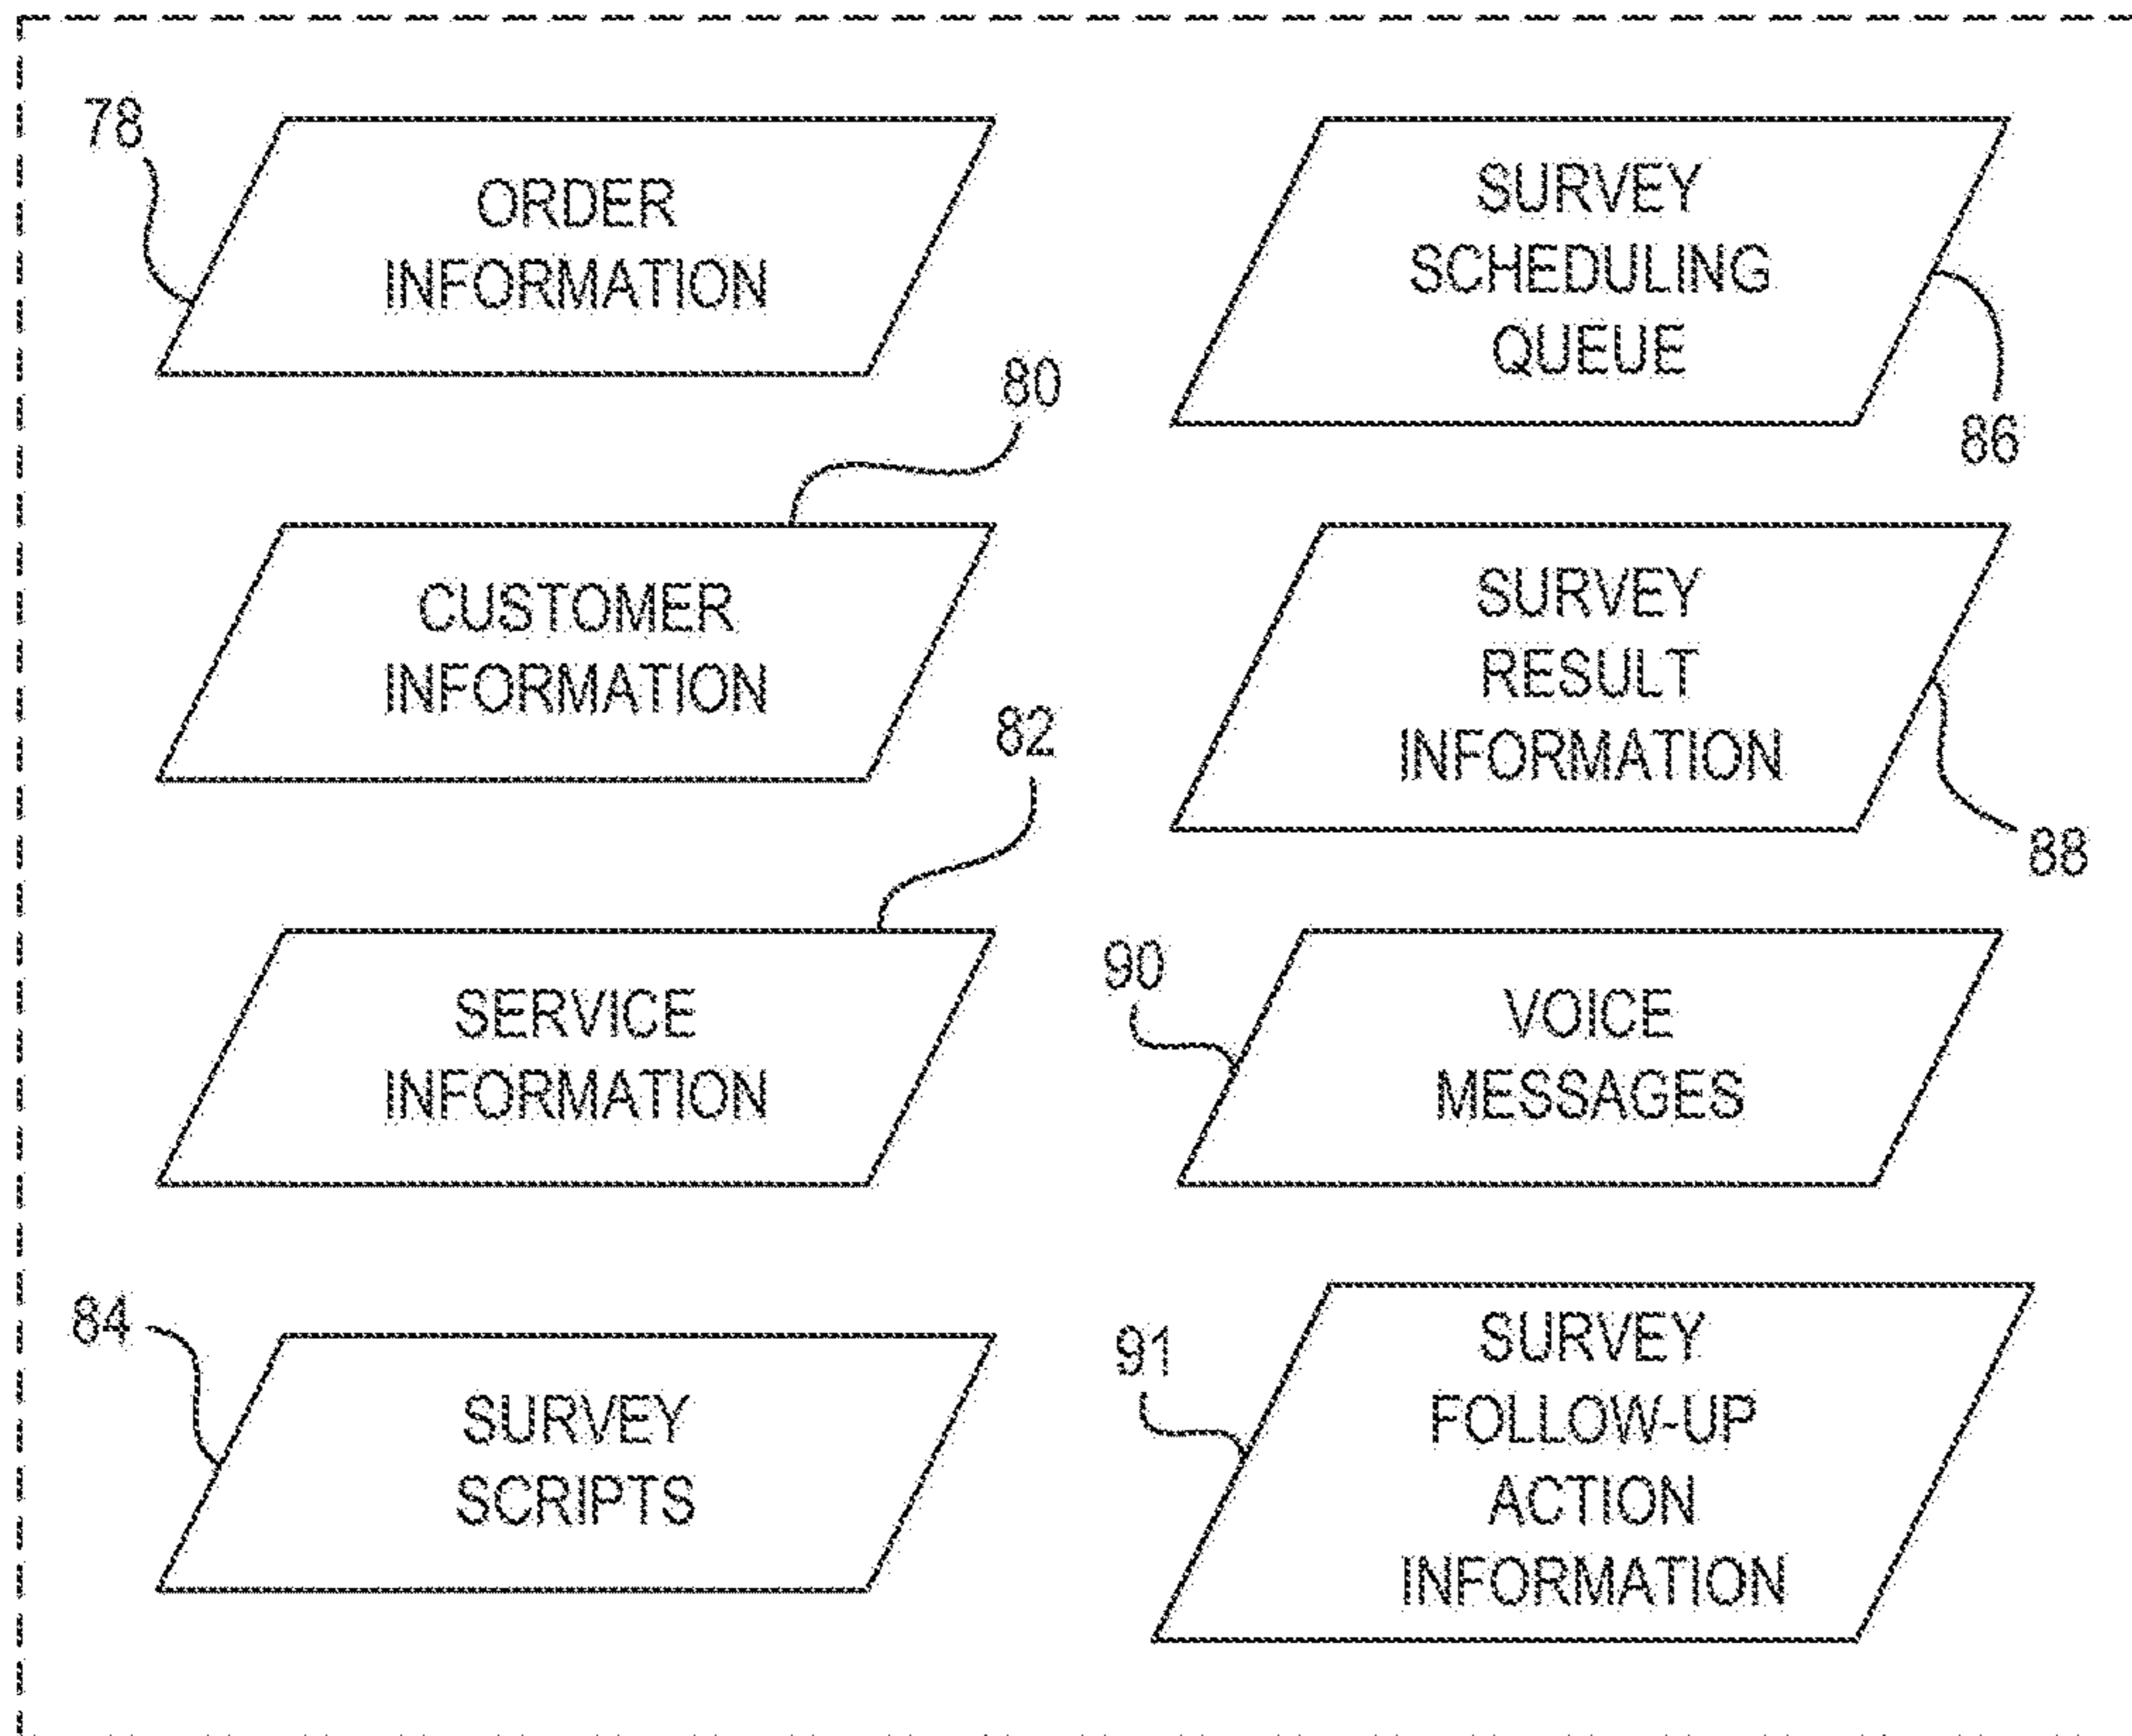 78
ORDER
INFORMATION
80
CUSTOMER
INFORMATION
82
SERVICE
INFORMATION
84
SURVEY
SCRIPTS
SURVEY
SCHEDULING
QUEUE
86
SURVEY
RESULT
INFORMATION
88
90
VOICE
MESSAGES
91
SURVEY
FOLLOW-UP
ACTION
INFORMATION